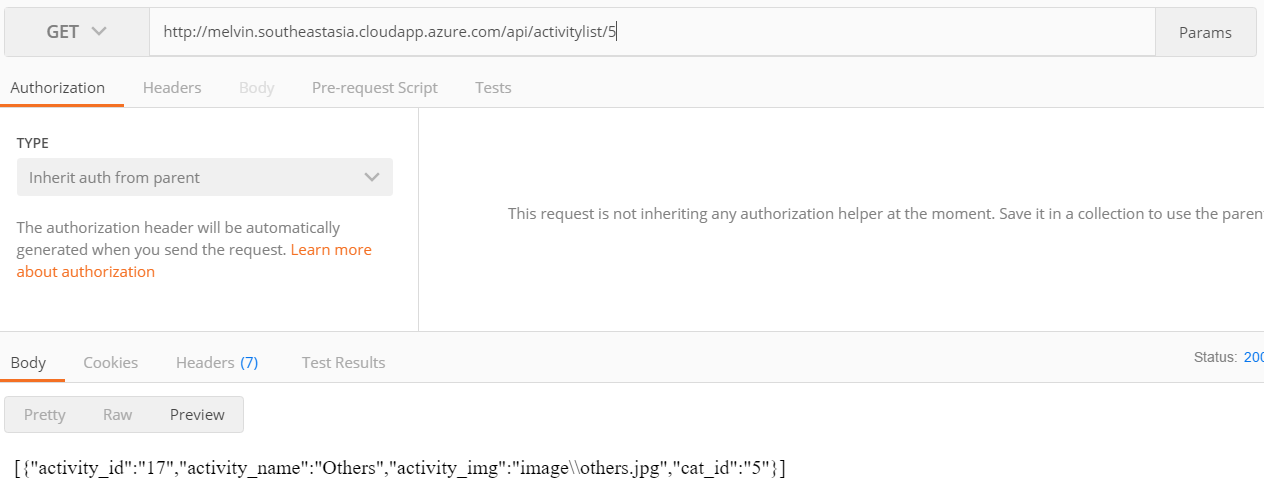 GET http://melvin.southeastasia.cloudapp.azure.com/api/activitylist/5 Params
Authorization Headers Body Pre-request Script Tests
TYPE
Inherit auth from parent
The authorization header will be automatically
generated when you send the request. Learn more
about authorization
This request is not inheriting any authorization helper at the moment. Save it in a collection to use the paren
Body Cookies Headers (7) Test Results Status: 200
Pretty Raw Preview
[{"activity_id":"17","activity_name":"Others","activity_img":"image\\others.jpg","cat_id":"5"}]